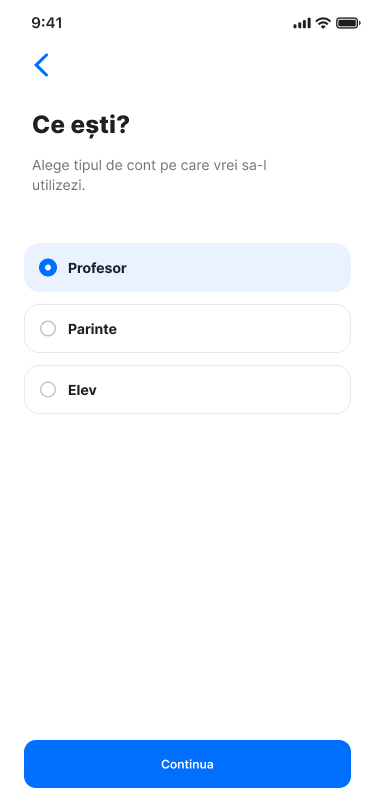 9:41
Ce ești?
Alege tipul de cont pe care vrei sa-l
utilizezi.
Profesor
Parinte
Elev
Continua